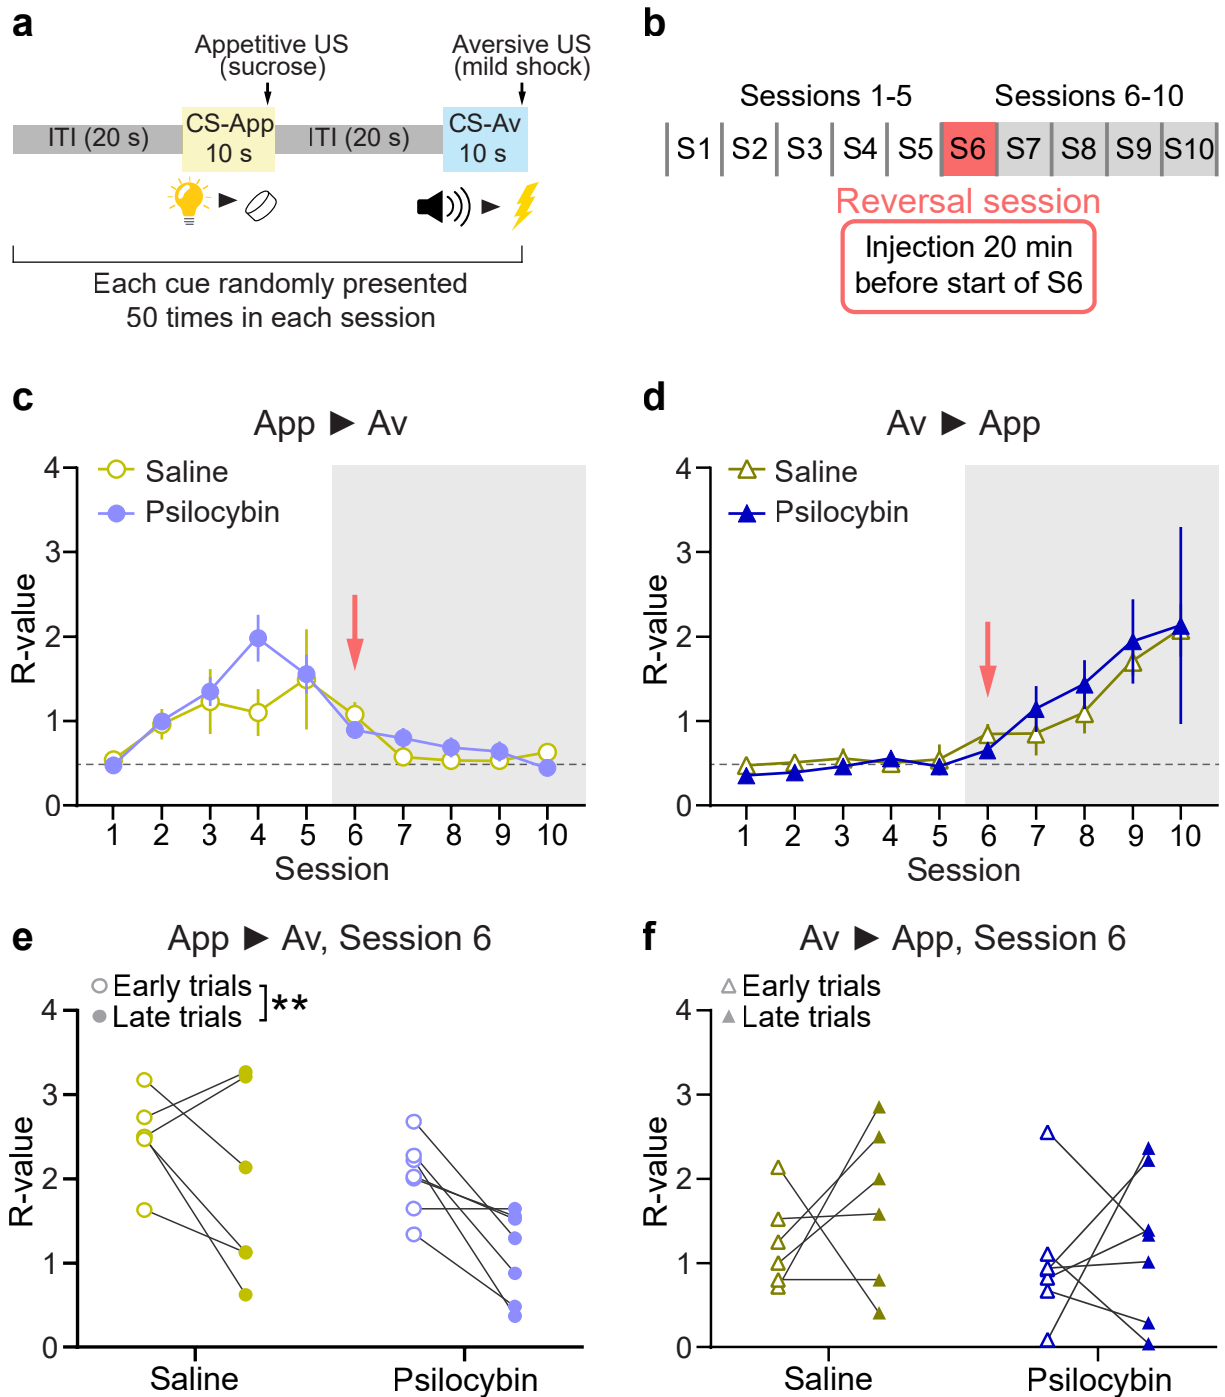 a
Appetitive US
(sucrose)
Aversive US
(mild shock)
ITI (20 s)
CS-App
10 s
ITI (20 s)
CS-Av
10 s
Each cue randomly presented
50 times in each session
b
Sessions 1-5
Sessions 6-10
S1 S2 S3 S4 S5 S6 S7 S8 S9 S10
Reversal session
Injection 20 min
before start of S6
c
App ► Av
Saline
Psilocybin
R-value
4
3
2
1
0
1 2 3 4 5 6 7 8 9 10
Session
d
Av ► App
Saline
Psilocybin
R-value
4
3
2
1
0
1 2 3 4 5 6 7 8 9 10
Session
e
App ► Av, Session 6
Early trials
Late trials
**
R-value
4
3
2
1
0
Saline
Psilocybin
f
Av ► App, Session 6
Early trials
Late trials
R-value
4
3
2
1
0
Saline
Psilocybin